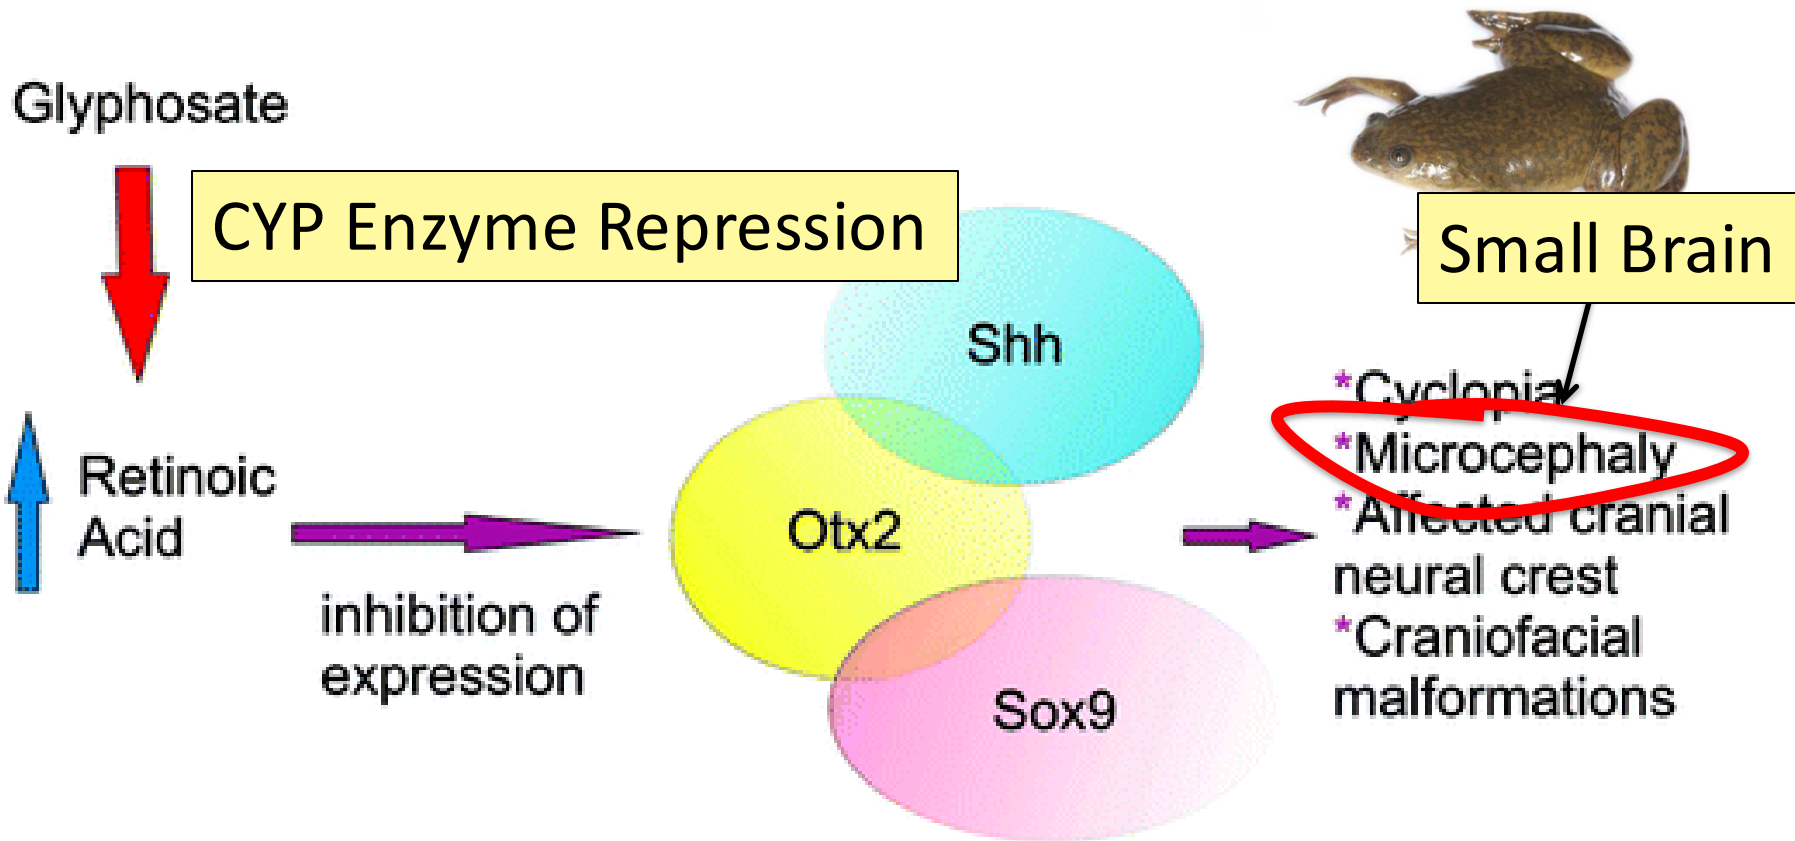 Glyphosate
CYP Enzyme Repression
Small Brain
Shh
Retinoic
Acid
inhibition of
expression
Otx2
Sox9
*Cyclopia
*Microcephaly
*Affected cranial
neural crest
*Craniofacial
malformations